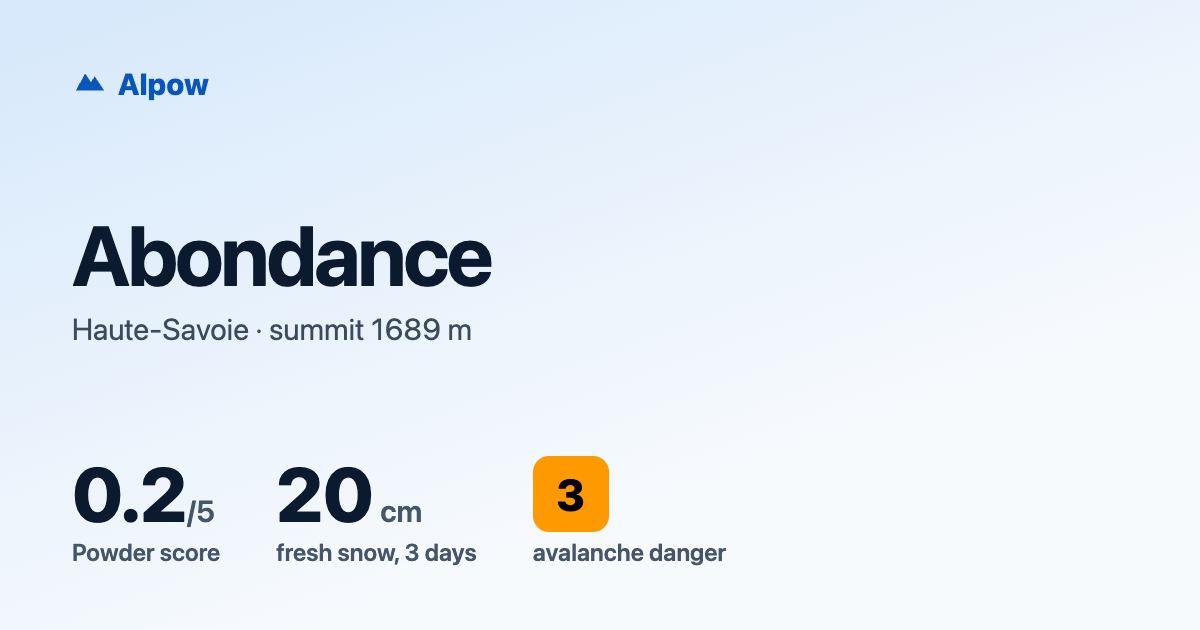 Alpow
Abondance
Haute-Savoie · summit 1689 m
0.2/5
Powder score
20 cm
fresh snow, 3 days
3
avalanche danger